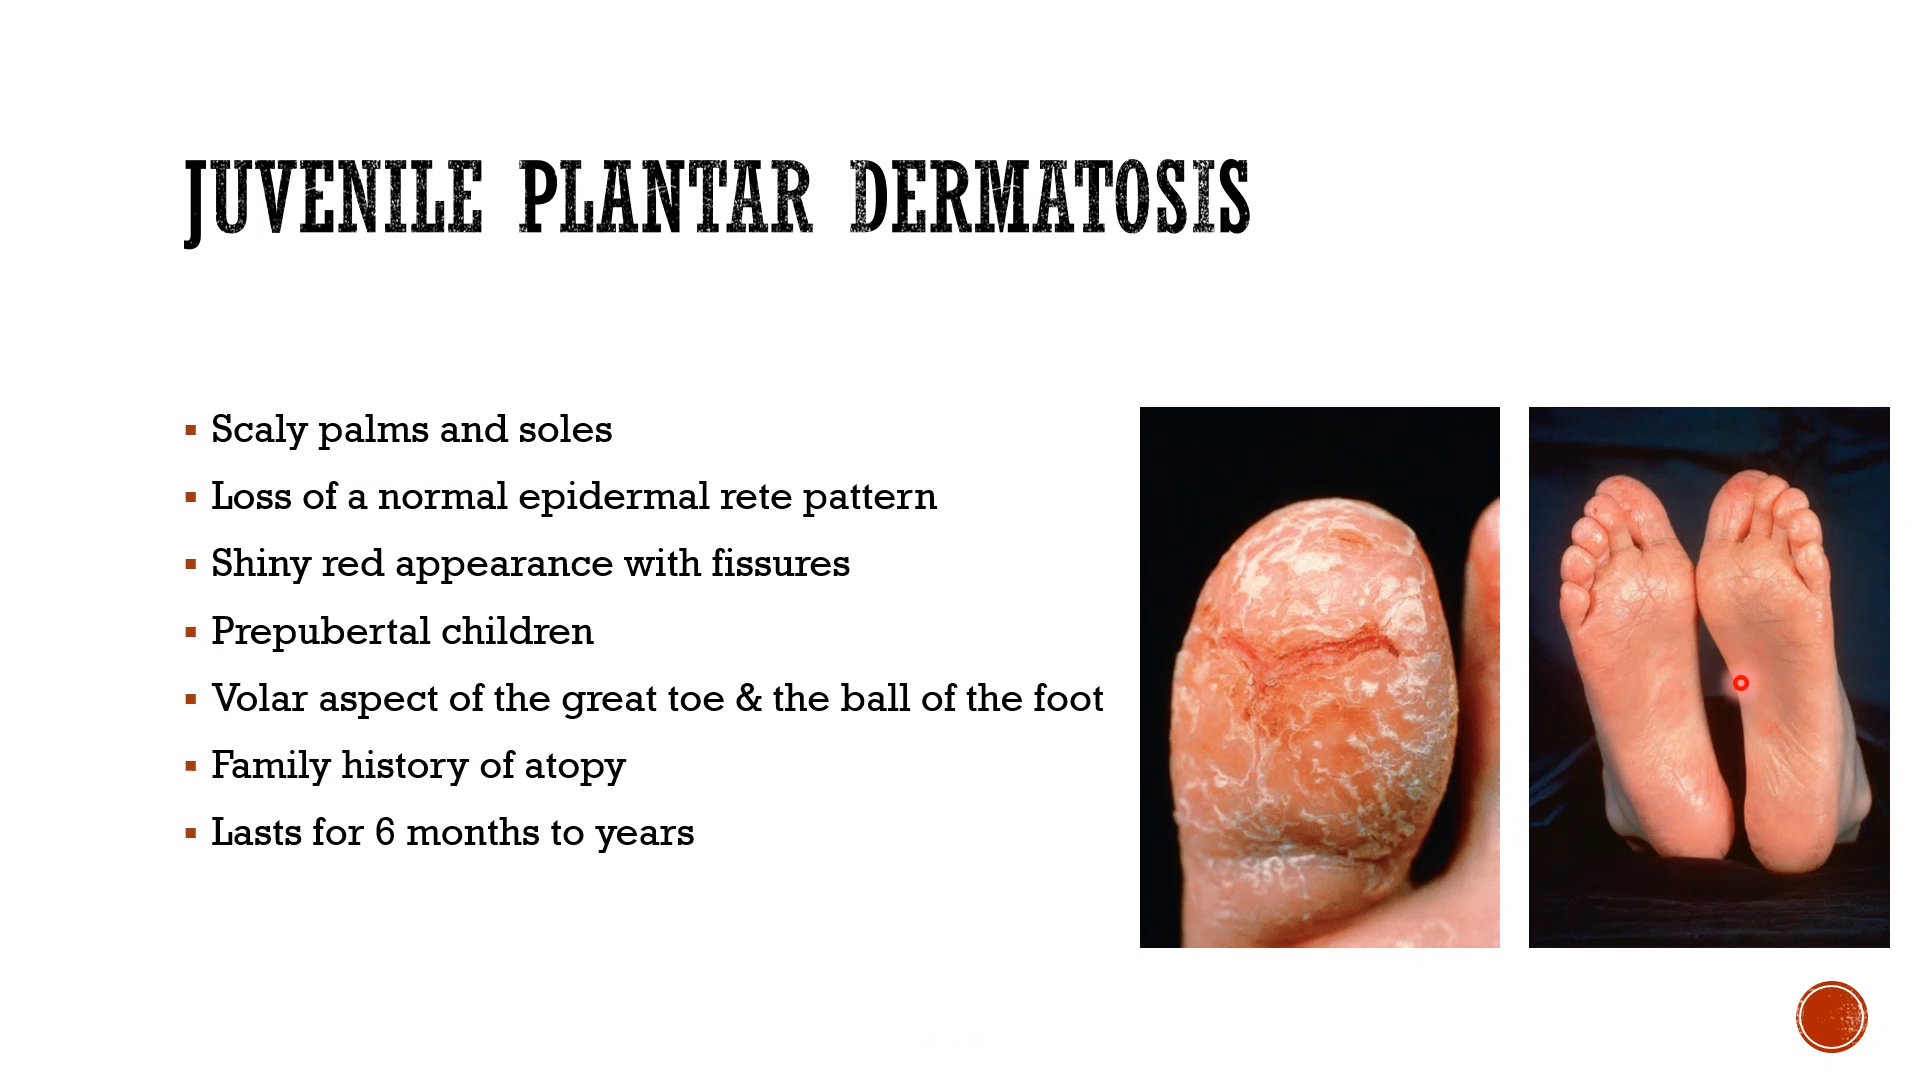 JUVENILE PLANTAR DERMATOSIS
▪ Scaly palms and soles
▪ Loss of a normal epidermal rete pattern
▪ Shiny red appearance with fissures
▪ Prepubertal children
▪ Volar aspect of the great toe & the ball of the foot
▪ Family history of atopy
▪ Lasts for 6 months to years